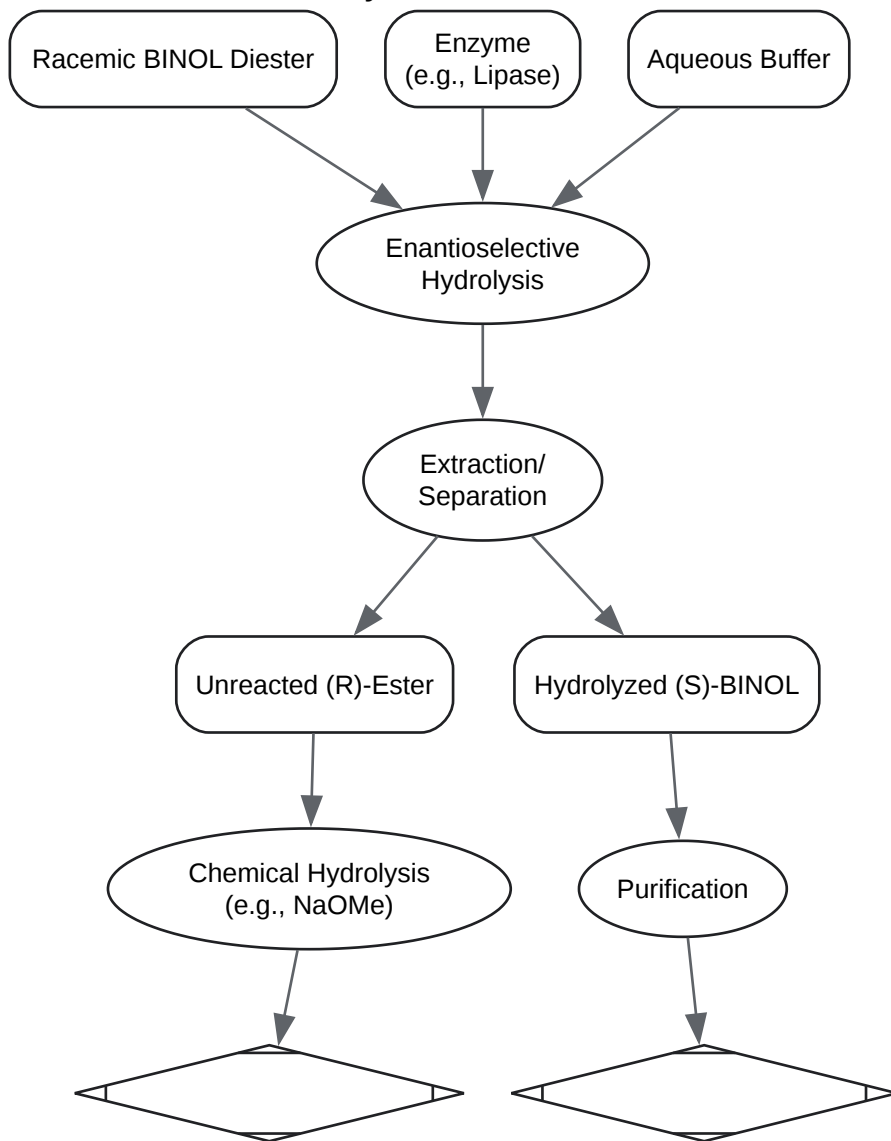 Racemic BINOL Diester
Enzyme
(e.g., Lipase)
Aqueous Buffer
Enantioselective
Hydrolysis
Extraction/
Separation
Unreacted (R)-Ester
Hydrolyzed (S)-BINOL
Chemical Hydrolysis
(e.g., NaOMe)
Purification